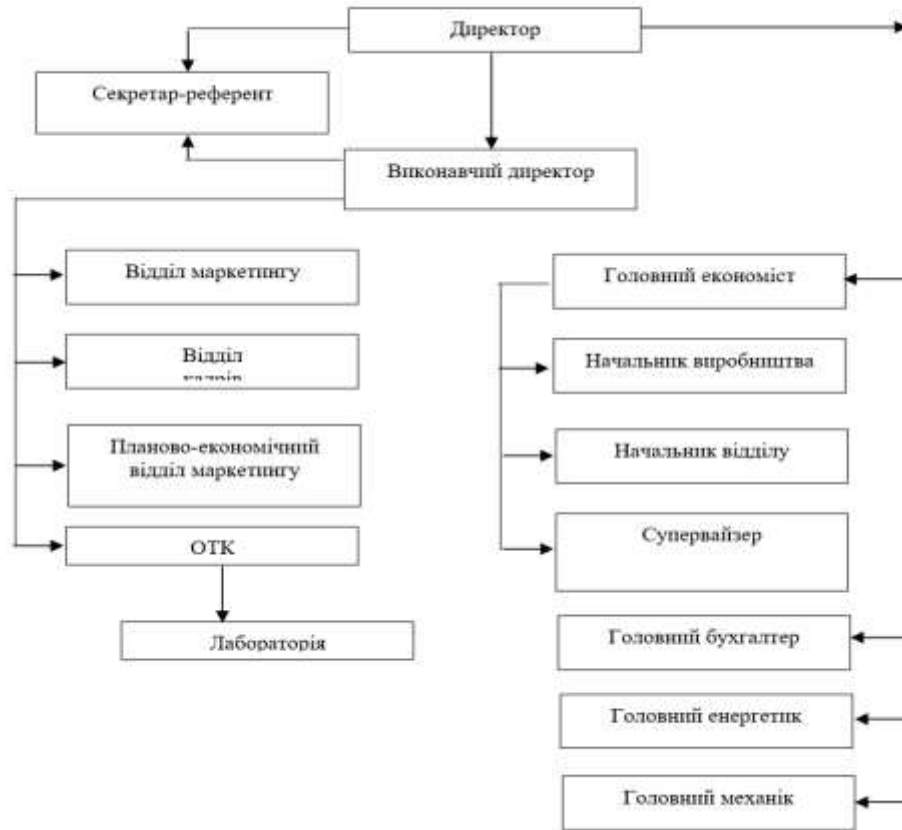 Директор
Секретар-референт
Виконавчий директор
Відділ маркетингу
Головний економіст
Відділ
кадрів
Начальник виробництва
Планово-економічний
відділ маркетингу
Начальник відділу
ОТК
Супервайзер
Лабораторія
Головний бухгалтер
Головний енергетик
Головний механік